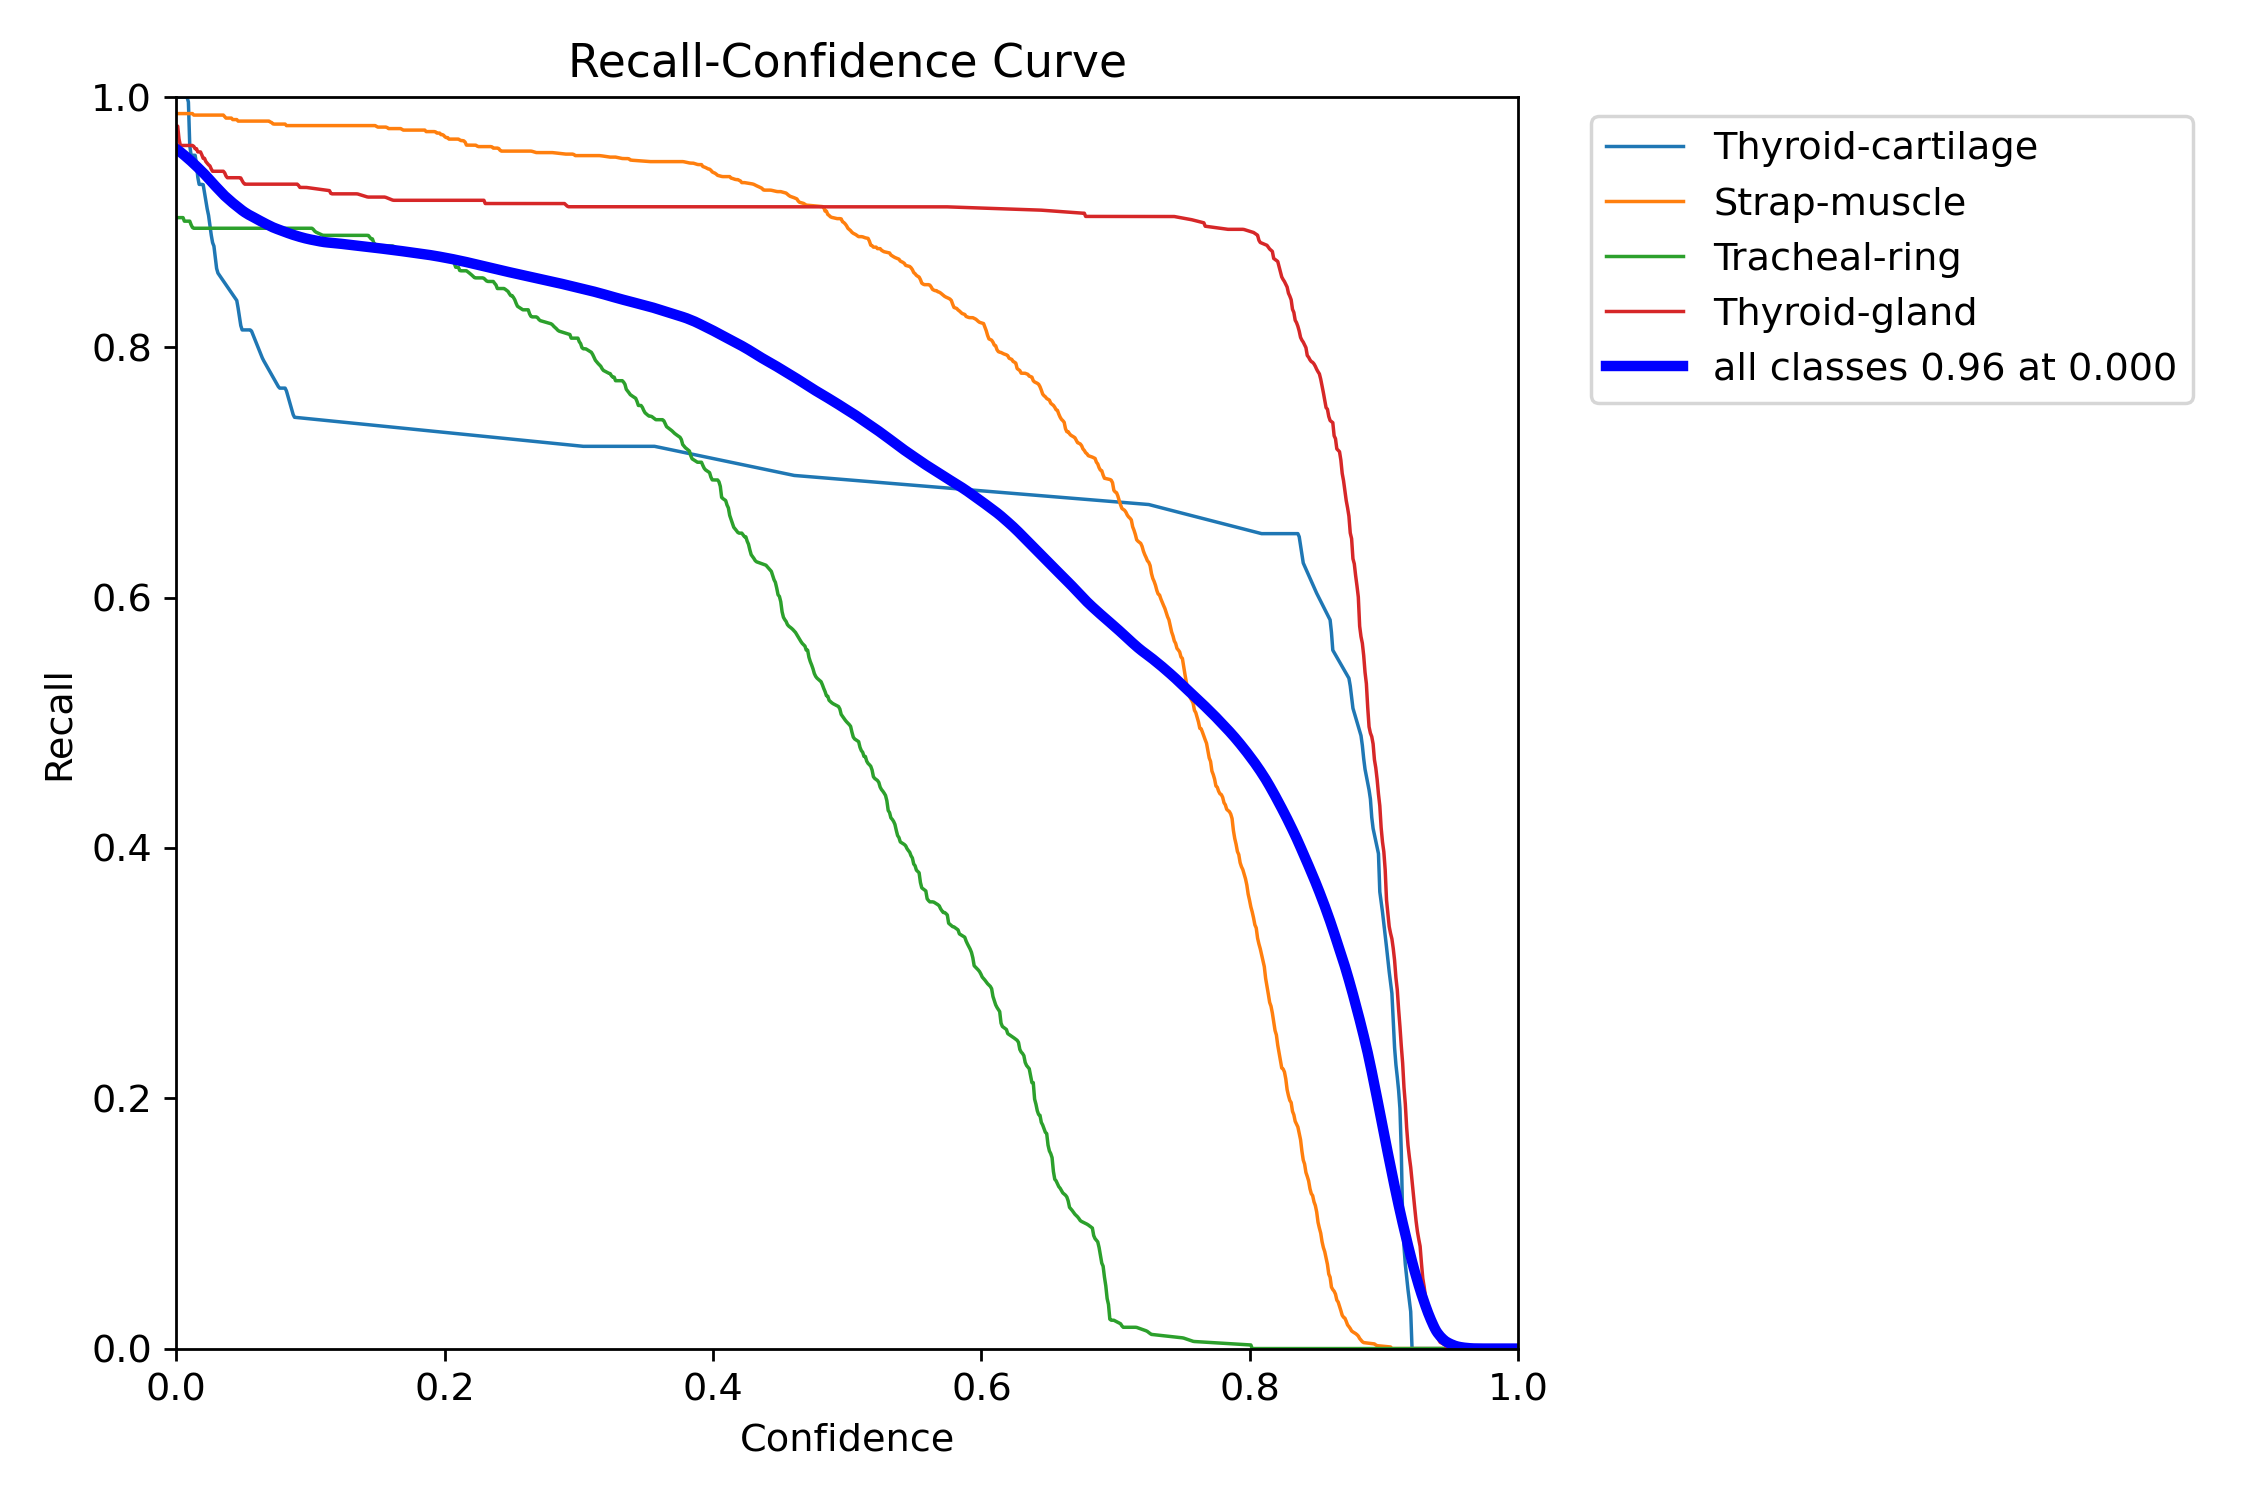 Recall-Confidence Curve
1.0
0.8
0.6
0.4
0.2
0.0
Recall
0.0 0.2 0.4 0.6 0.8 1.0
Confidence
Thyroid-cartilage
Strap-muscle
Tracheal-ring
Thyroid-gland
all classes 0.96 at 0.000